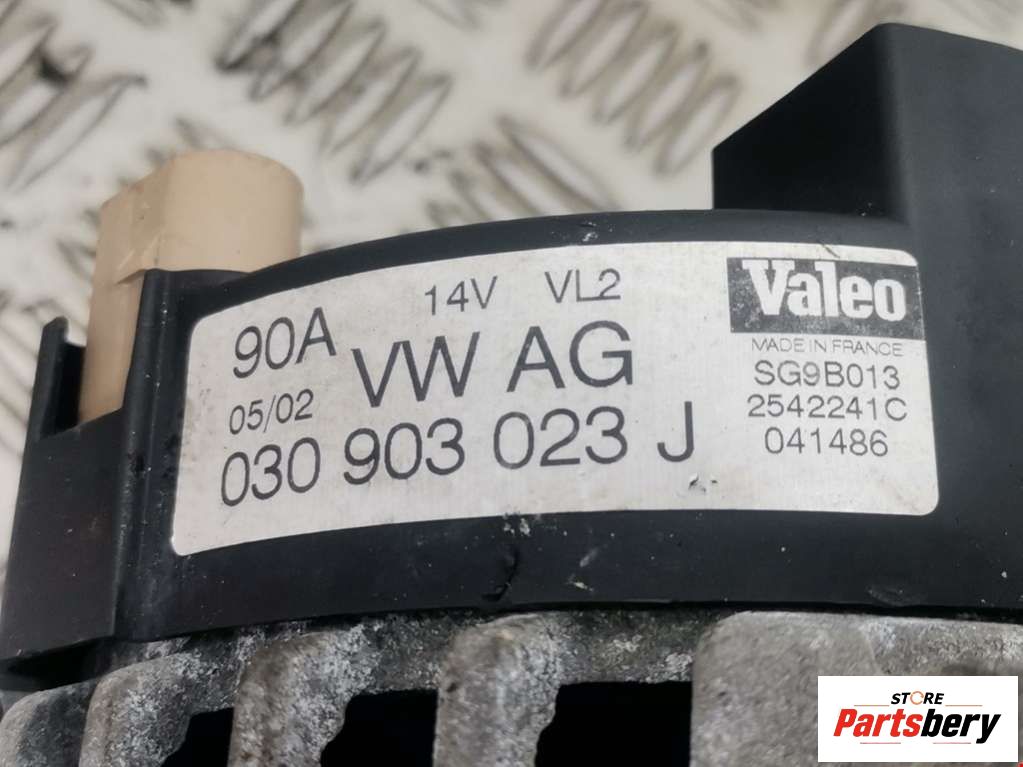 90A 14V VL2
05/02 VW AG
030 903 023 J
Valeo
MADE IN FRANCE
SG9B013
2542241C
041486
STORE
Partsbery